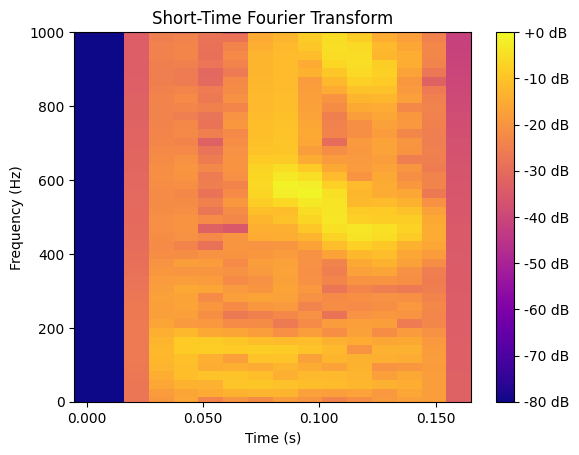 Short-Time Fourier Transform
Frequency (Hz)
1000
800
600
400
200
0
0.000
0.050
0.100
0.150
Time (s)
+0 dB
-10 dB
-20 dB
-30 dB
-40 dB
-50 dB
-60 dB
-70 dB
-80 dB